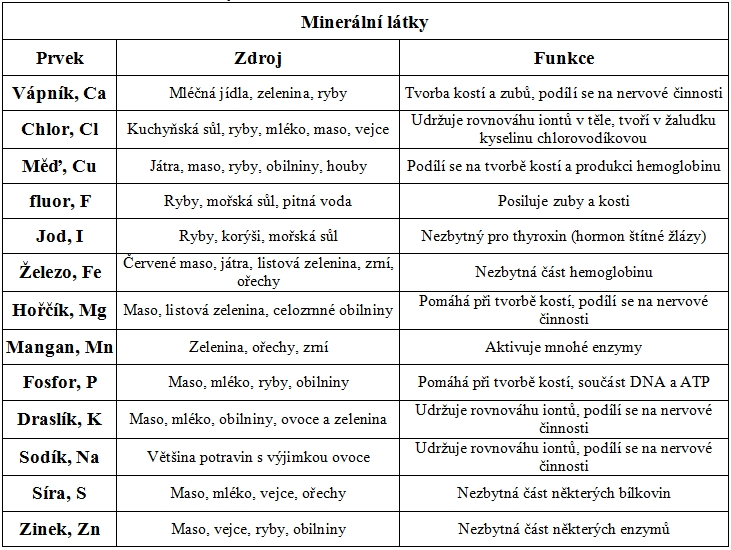 Minerální látky
Prvek Zdroj Funkce
Vápník, Ca Mléčná jídla, zelenina, ryby Tvorba kostí a zubů, podílí se na nervové činnosti
Chlor, Cl Kuchyňská sůl, ryby, mléko, maso, vejce Udržuje rovnováhu iontů v těle, tvoří v žaludku
kyselinu chlorovodíkovou
Měď, Cu Játra, maso, ryby, obilniny, houby Podílí se na tvorbě kostí a produkci hemoglobinu
fluor, F Ryby, mořská sůl, pitná voda Posiluje zuby a kosti
Jod, I Ryby, korýši, mořská sůl Nezbytný pro thyroxin (hormon štítné žlázy)
Železo, Fe Červené maso, játra, listová zelenina, zrní,
ořechy Nezbytná část hemoglobinu
Hořčík, Mg Maso, listová zelenina, celozrnné obilniny Pomáhá při tvorbě kostí, podílí se na nervové
činnosti
Mangan, Mn Zelenina, ořechy, zrní Aktivuje mnohé enzymy
Fosfor, P Maso, mléko, ryby, obilniny Pomáhá při tvorbě kostí, součást DNA a ATP
Draslík, K Maso, mléko, obilniny, ovoce a zelenina Udržuje rovnováhu iontů, podílí se na nervové
činnosti
Sodík, Na Většina potravin s výjimkou ovoce Udržuje rovnováhu iontů, podílí se na nervové
činnosti
Síra, S Maso, mléko, vejce, ořechy Nezbytná část některých bílkovin
Zinek, Zn Maso, vejce, ryby, obilniny Nezbytná část některých enzymů